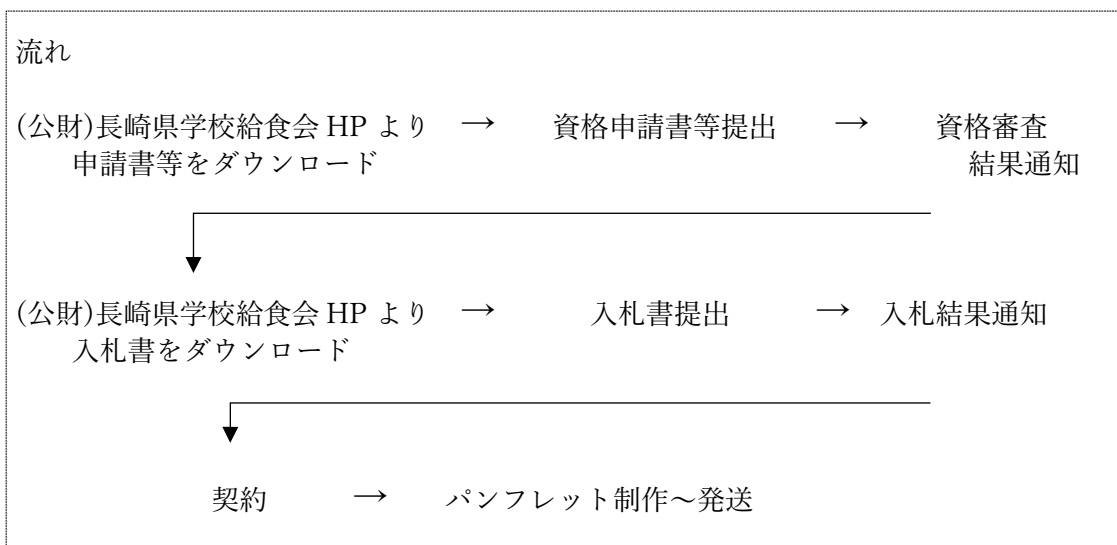 流れ
(公財)長崎県学校給食会 HP より → 資格申請書等提出 → 資格審査
申請書等をダウンロード 結果通知
(公財)長崎県学校給食会 HP より → 入札書提出 → 入札結果通知
入札書をダウンロード
契約 → パンフレット制作～発送